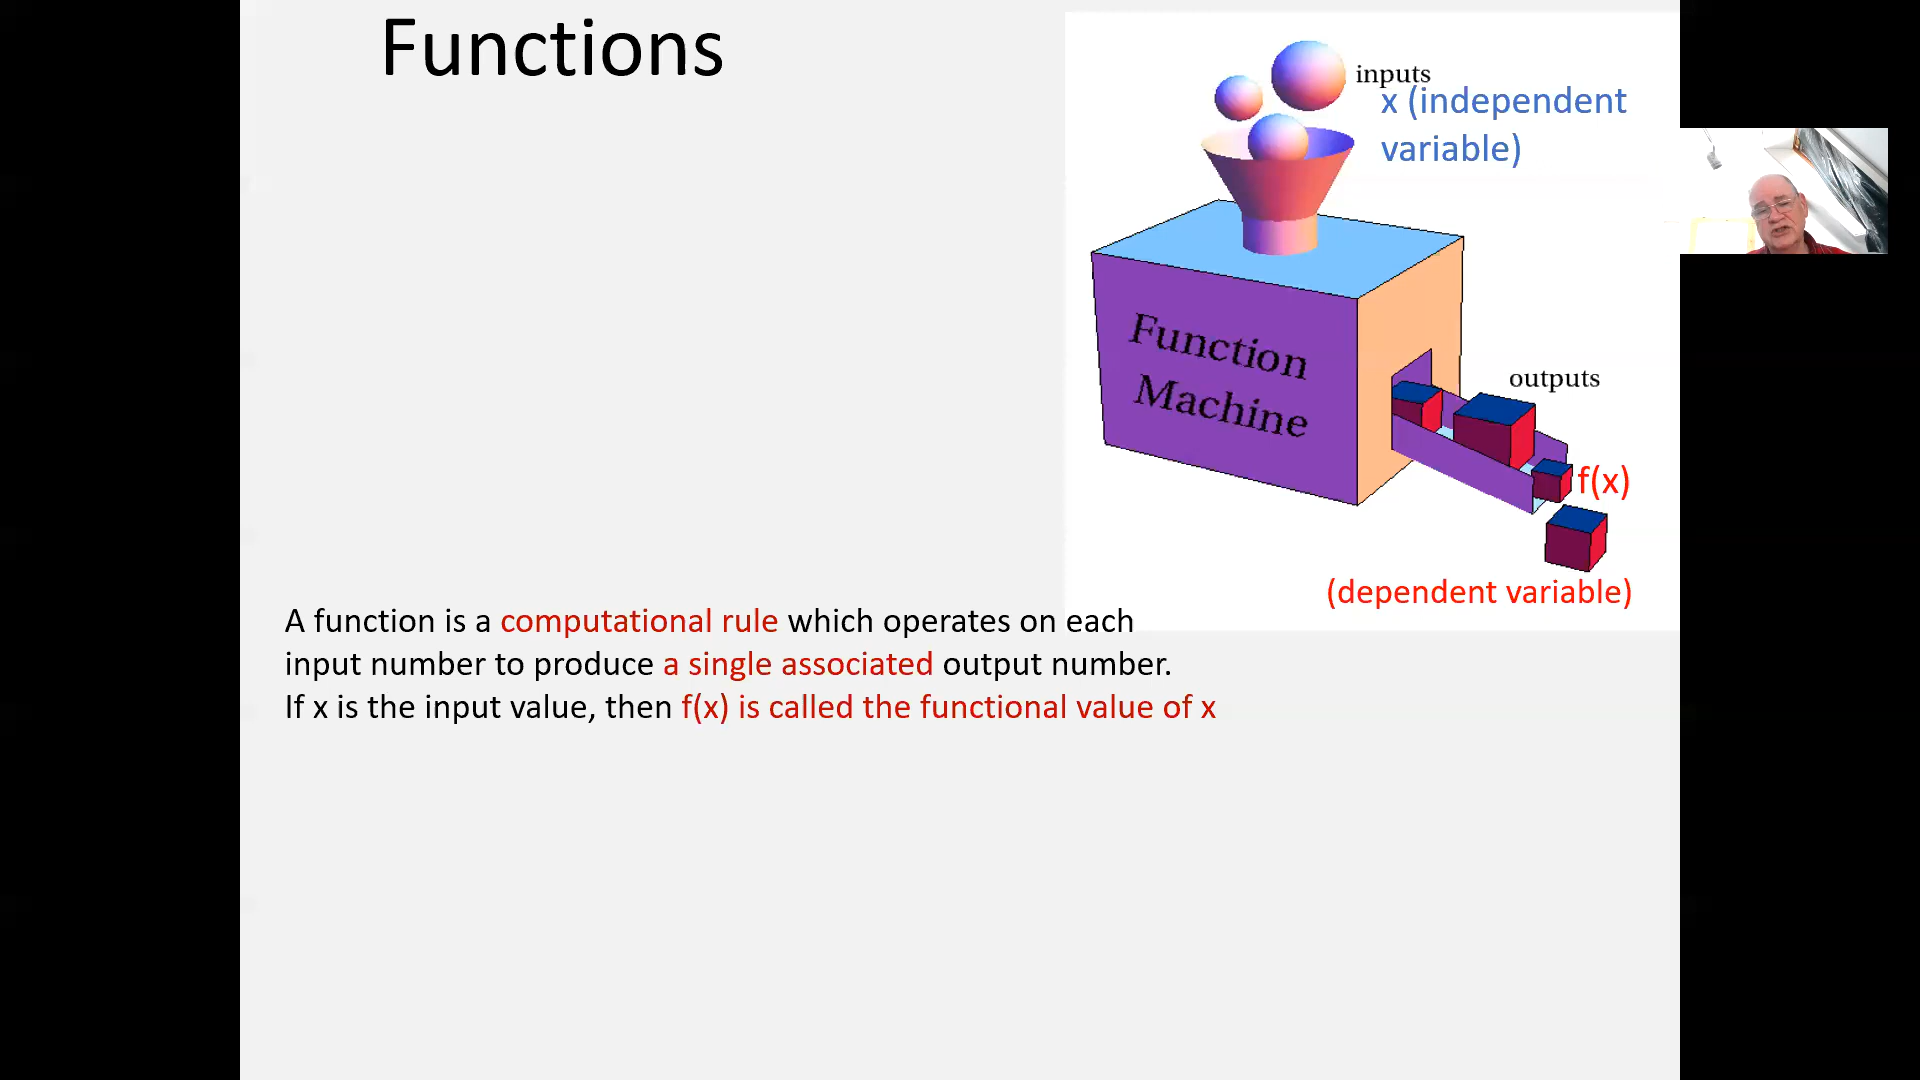 Functions
inputs
x (independent
variable)
Function
Machine
outputs
f(x)
(dependent variable)
A function is a computational rule which operates on each
input number to produce a single associated output number.
If x is the input value, then f(x) is called the functional value of x